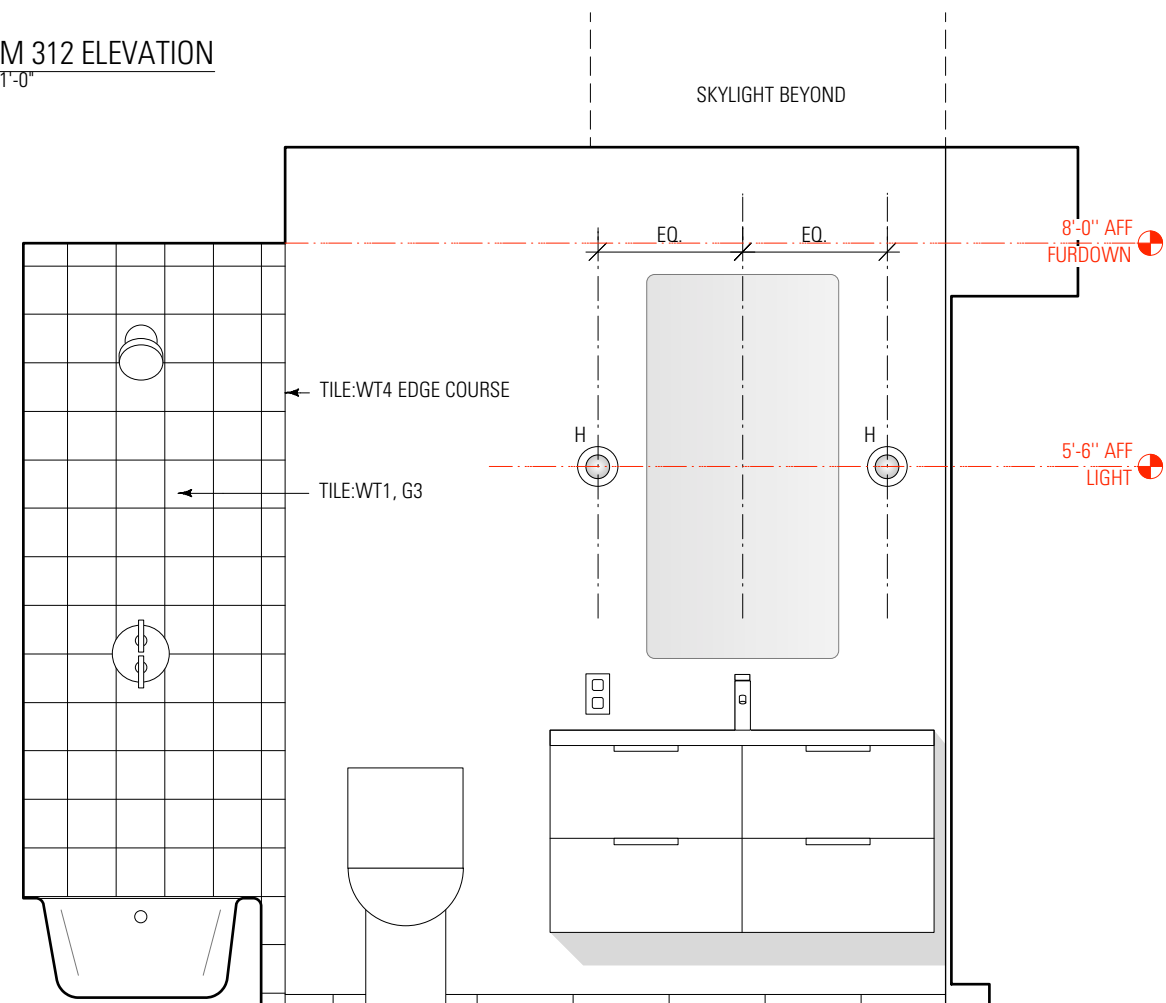 M 312 ELEVATION
1'-0"
SKYLIGHT BEYOND
8'-0'' AFF
FURDOWN
EQ.
EQ.
TILE:WT4 EDGE COURSE
H
H
5'-6'' AFF
LIGHT
TILE:WT1, G3